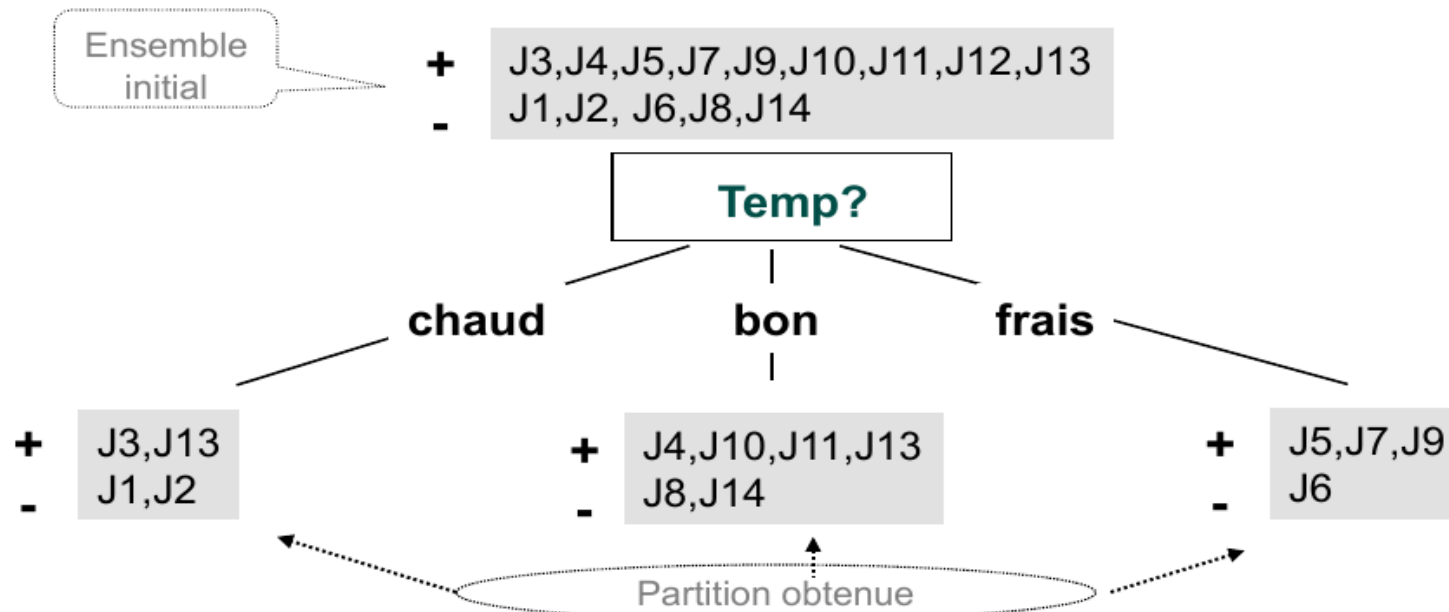 Ensemble
initial
+ J3,J4,J5,J7,J9,J10,J11,J12,J13
- J1,J2, J6,J8,J14
Temp?
chaud bon frais
+ J3,J13
- J1,J2
+ J4,J10,J11,J13
- J8,J14
+ J5,J7,J9
- J6
Partition obtenue